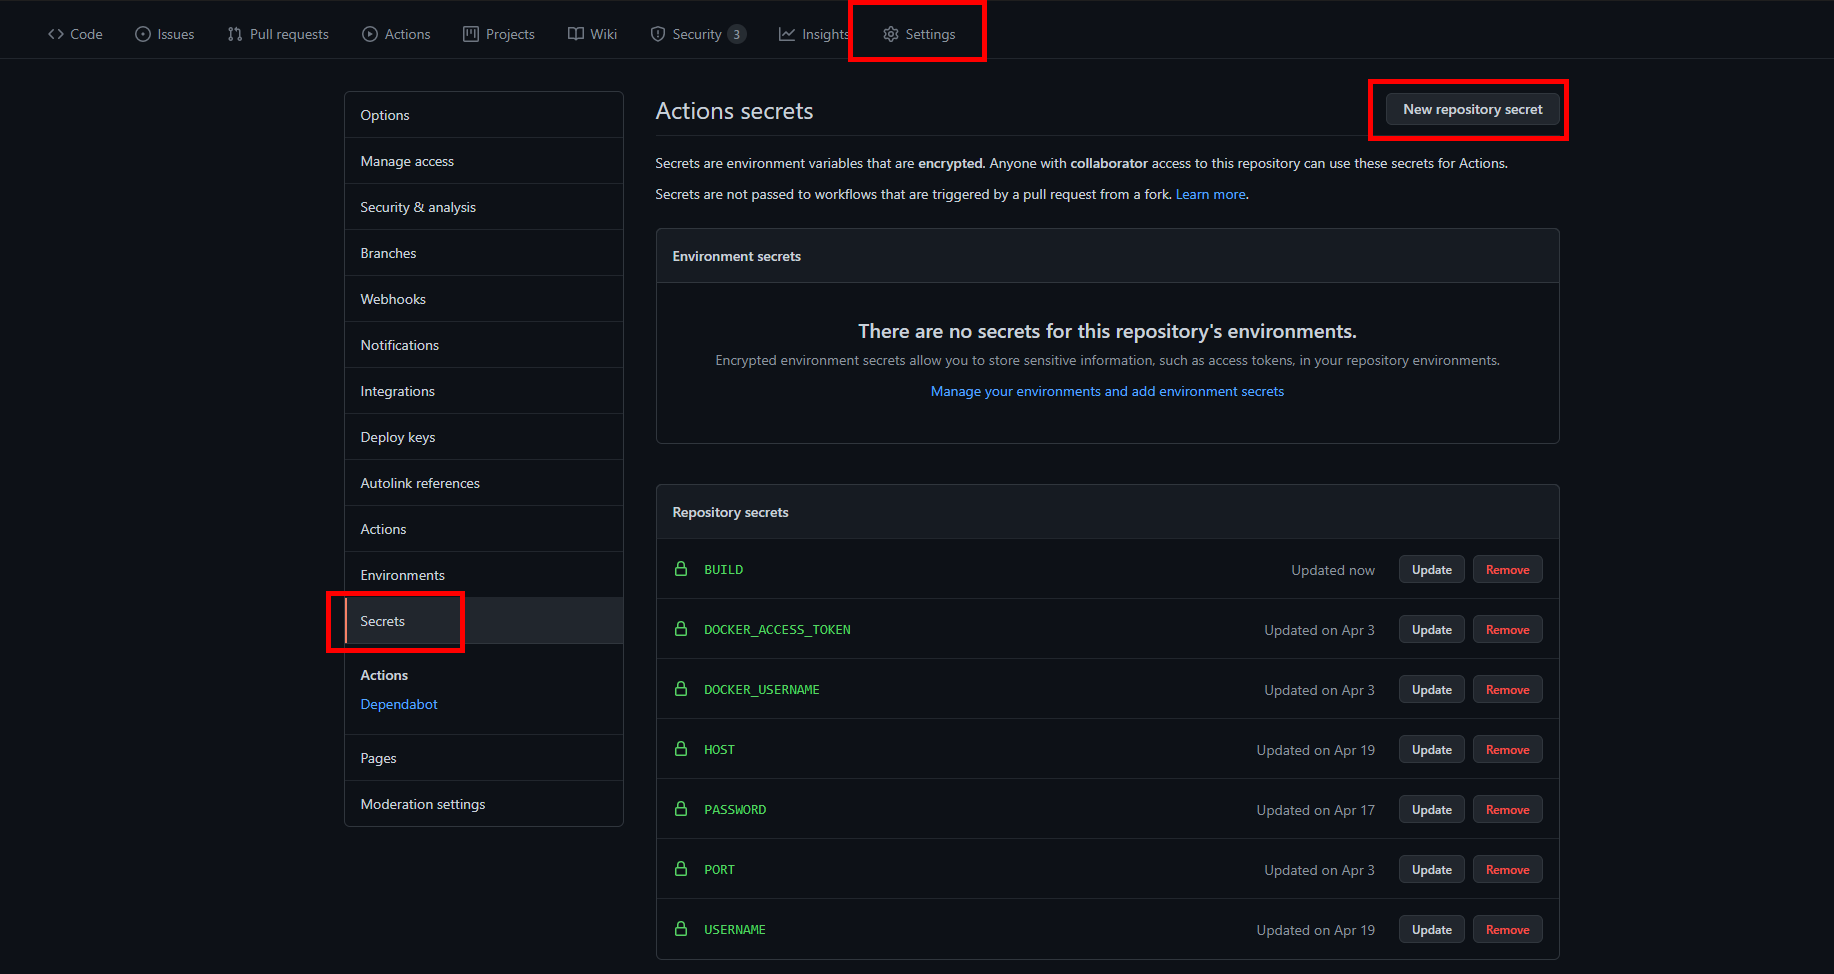 Code Issues Pull requests Actions Projects Wiki Security 3 Insights Settings
Options
Manage access
Security & analysis
Branches
Webhooks
Notifications
Integrations
Deploy keys
Autolink references
Actions
Environments
Secrets
Actions
Dependabot
Pages
Moderation settings
Actions secrets
New repository secret
Secrets are environment variables that are encrypted. Anyone with collaborator access to this repository can use these secrets for Actions.
Secrets are not passed to workflows that are triggered by a pull request from a fork. Learn more.
Environment secrets
There are no secrets for this repository's environments.
Encrypted environment secrets allow you to store sensitive information, such as access tokens, in your repository environments.
Manage your environments and add environment secrets
Repository secrets
BUILD Updated now Update Remove
DOCKER_ACCESS_TOKEN Updated on Apr 3 Update Remove
DOCKER_USERNAME Updated on Apr 3 Update Remove
HOST Updated on Apr 19 Update Remove
PASSWORD Updated on Apr 17 Update Remove
PORT Updated on Apr 3 Update Remove
USERNAME Updated on Apr 19 Update Remove